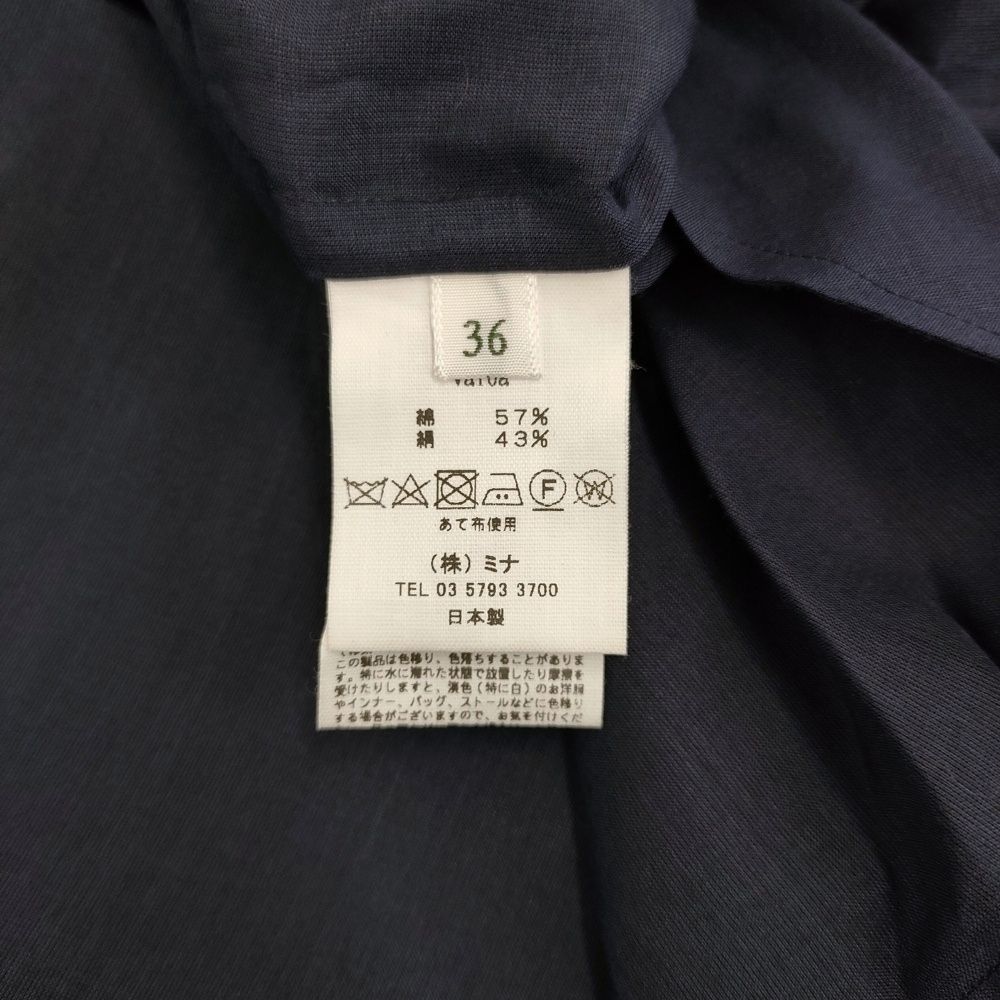 36
綿 57%
絹 43%
F W
あて布使用
(株)ミナ
TEL 03 5793 3700
日本製
この製品は色移り、色落ちすることがありま
す。特に水に濡れた状態で放置したり摩擦を
受けたりしますと、淡色(特に白)のお洋服
やインナー、バッグ、ストールなどに色移り
する場合がございますので、お気を付けくだ